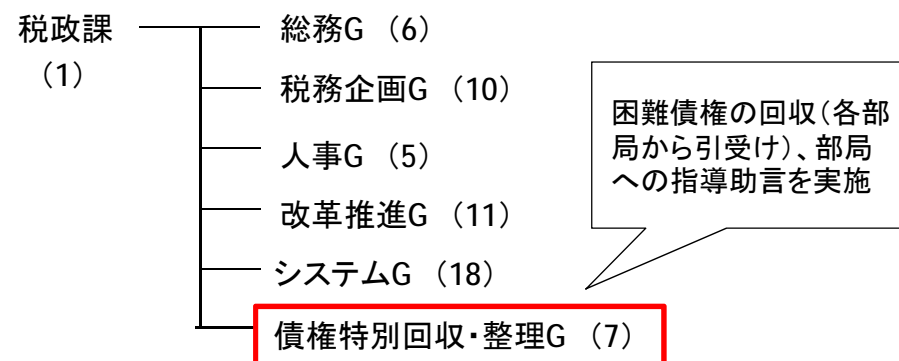 税政課
（1）
総務G （6）
税務企画G （10）
人事G （5）
改革推進G （11）
システムG （18）
債権特別回収・整理G （7）
困難債権の回収（各部
局から引受け）、部局
への指導助言を実施